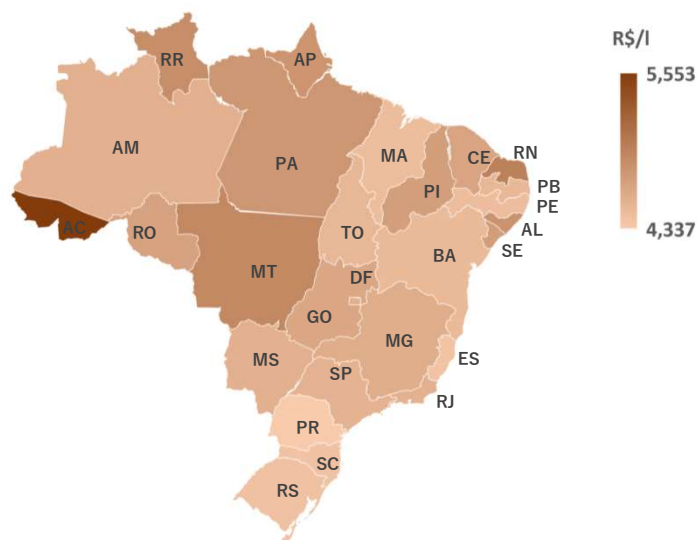 R$/l
5,553
4,337
RR
AP
AM
PA
MA
CE
RN
PI
PB
PE
AL
SE
AC
RO
TO
BA
MT
DF
GO
MG
ES
MS
SP
RJ
PR
SC
RS